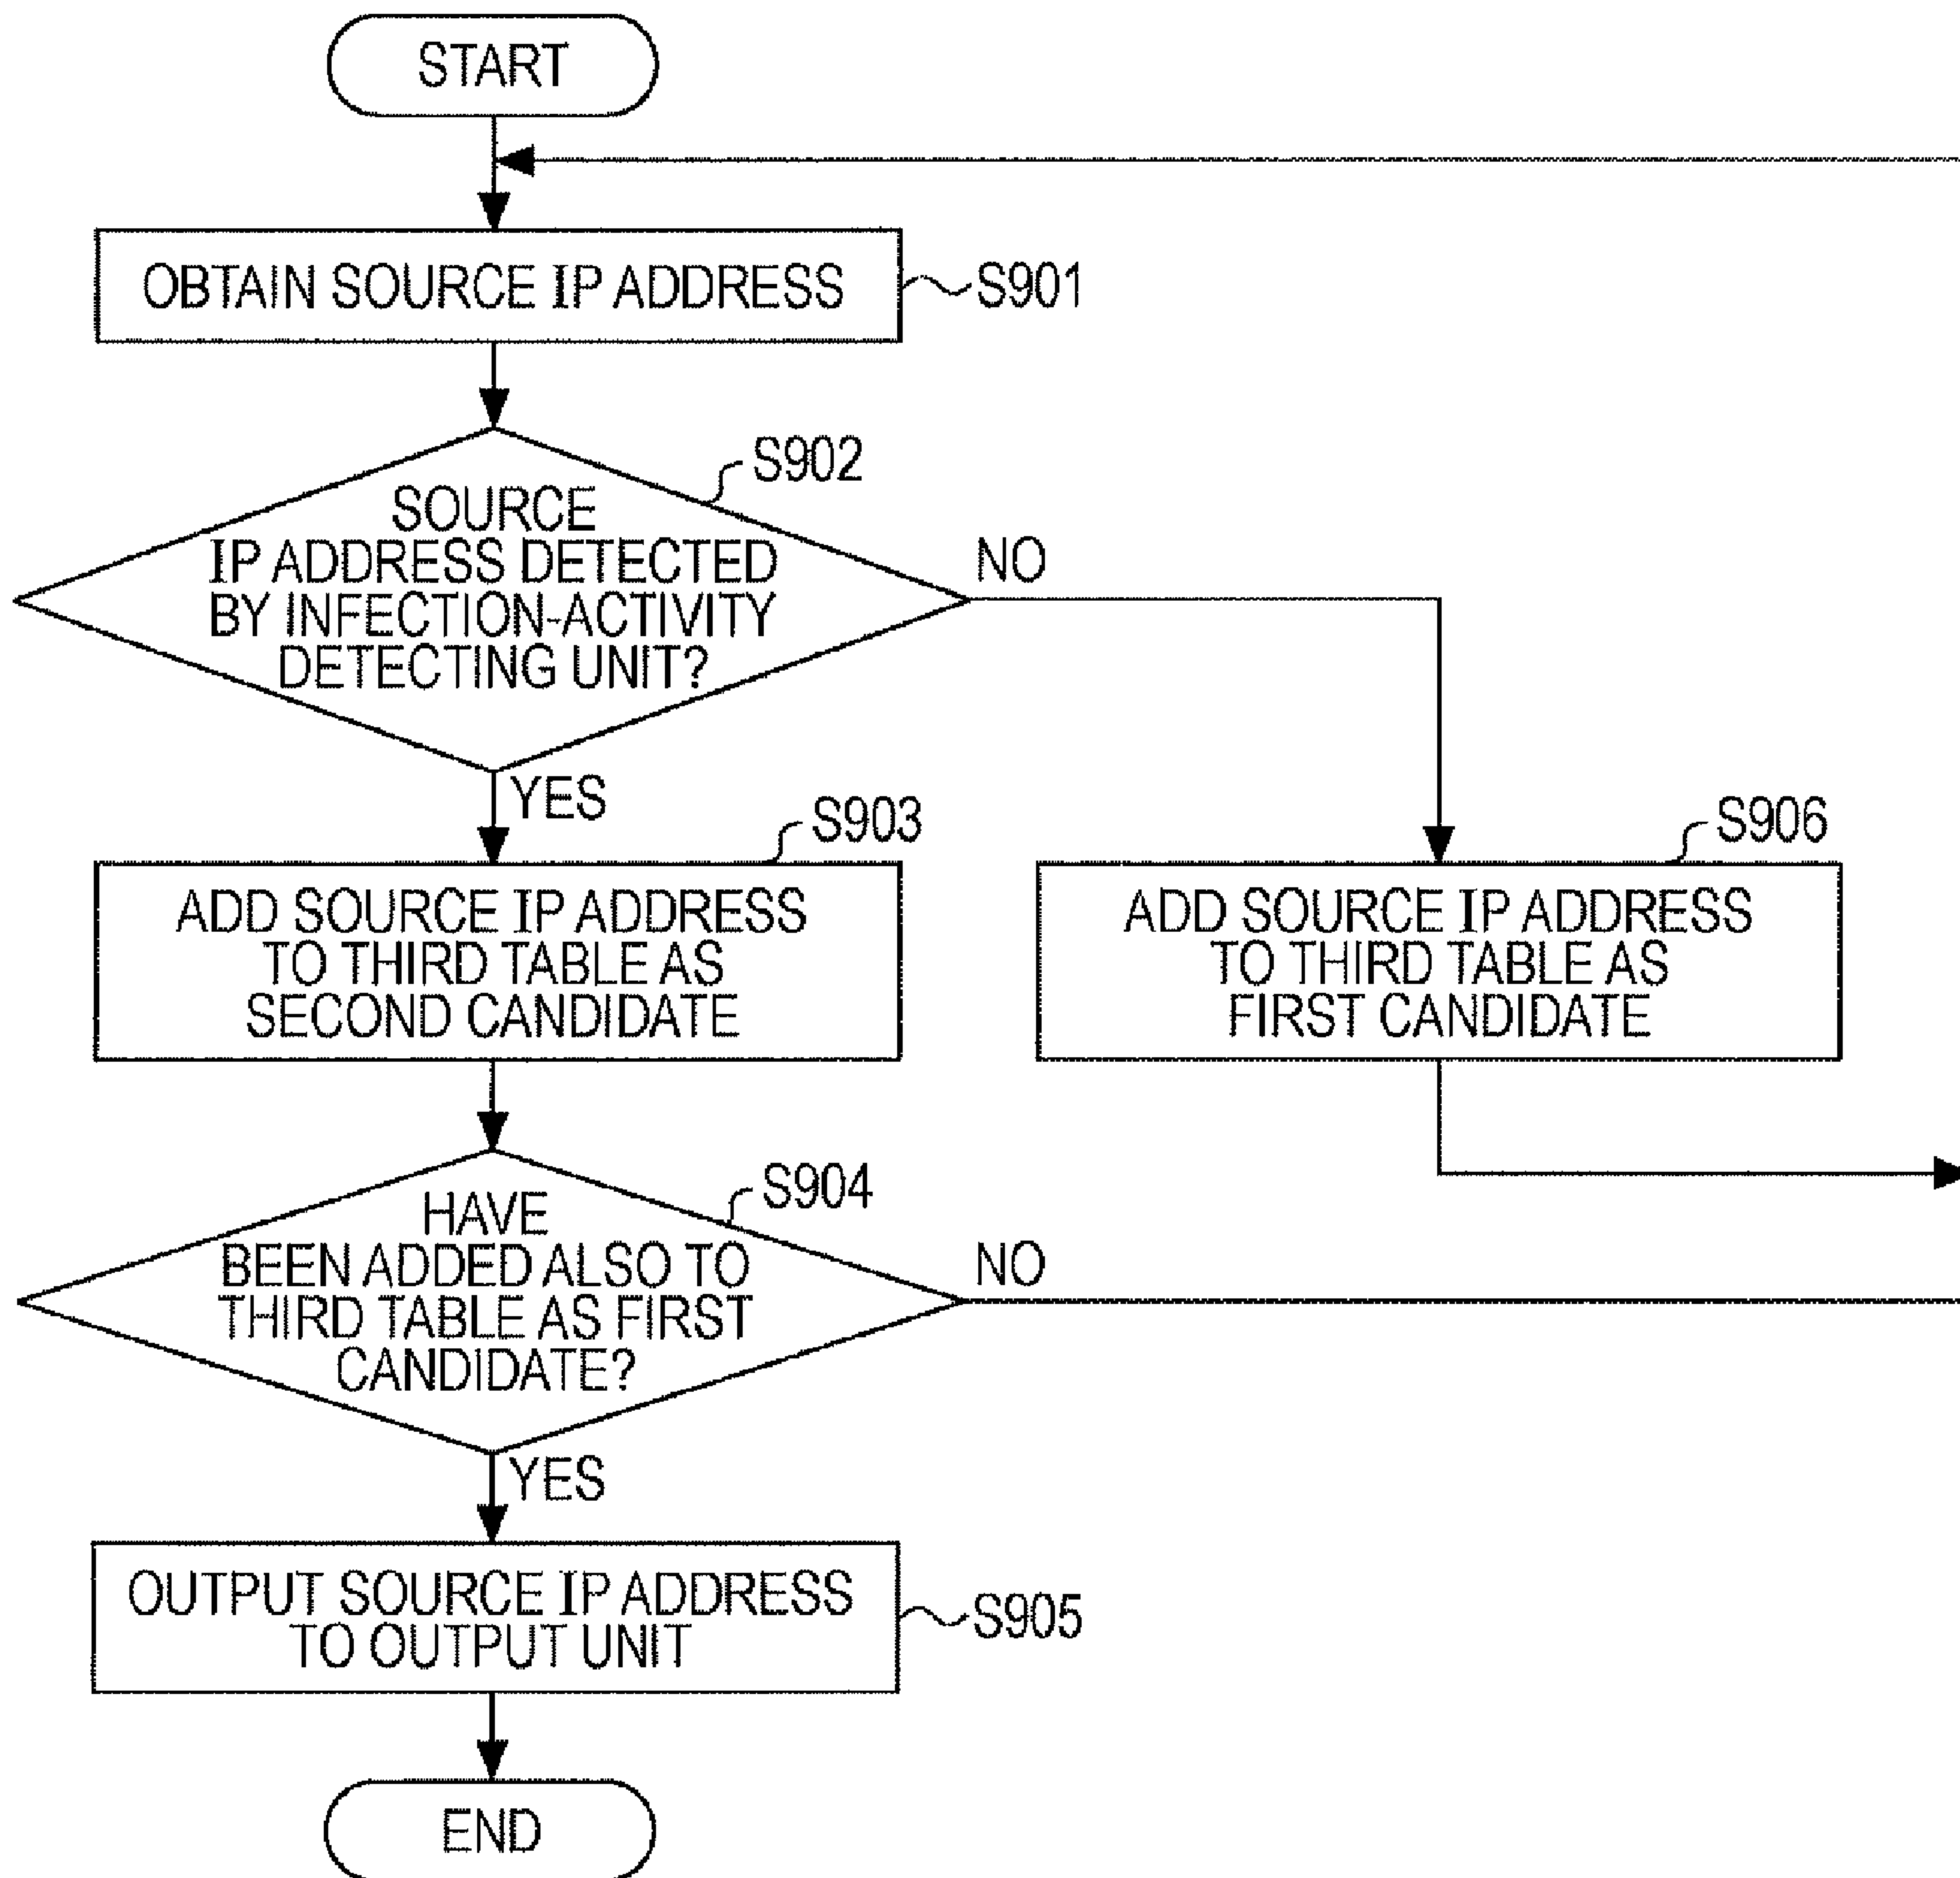 START
OBTAIN SOURCE IP ADDRESS
S901
S902
SOURCE
IP ADDRESS DETECTED
BY INFECTION-ACTIVITY
DETECTING UNIT?
NO
YES
S903
ADD SOURCE IP ADDRESS
TO THIRD TABLE AS
SECOND CANDIDATE
S906
ADD SOURCE IP ADDRESS
TO THIRD TABLE AS
FIRST CANDIDATE
S904
HAVE
BEEN ADDED ALSO TO
THIRD TABLE AS FIRST
CANDIDATE?
NO
YES
OUTPUT SOURCE IP ADDRESS
TO OUTPUT UNIT
S905
END